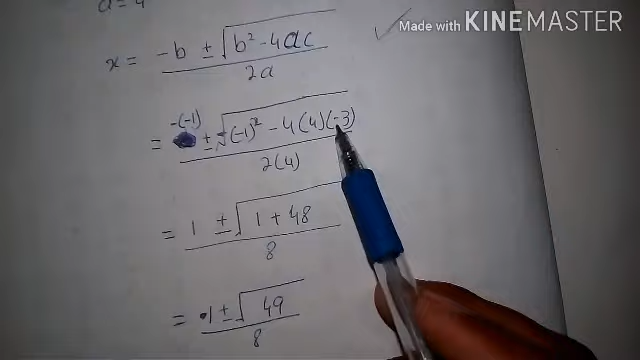 a = 4
Made with KINEMASTER
x = -b ± √b² - 4ac / 2a
= -(-1) ± √(-1)² - 4(4)(-3) / 2(4)
= 1 ± √1 + 48 / 8
= 1 ± √49 / 8